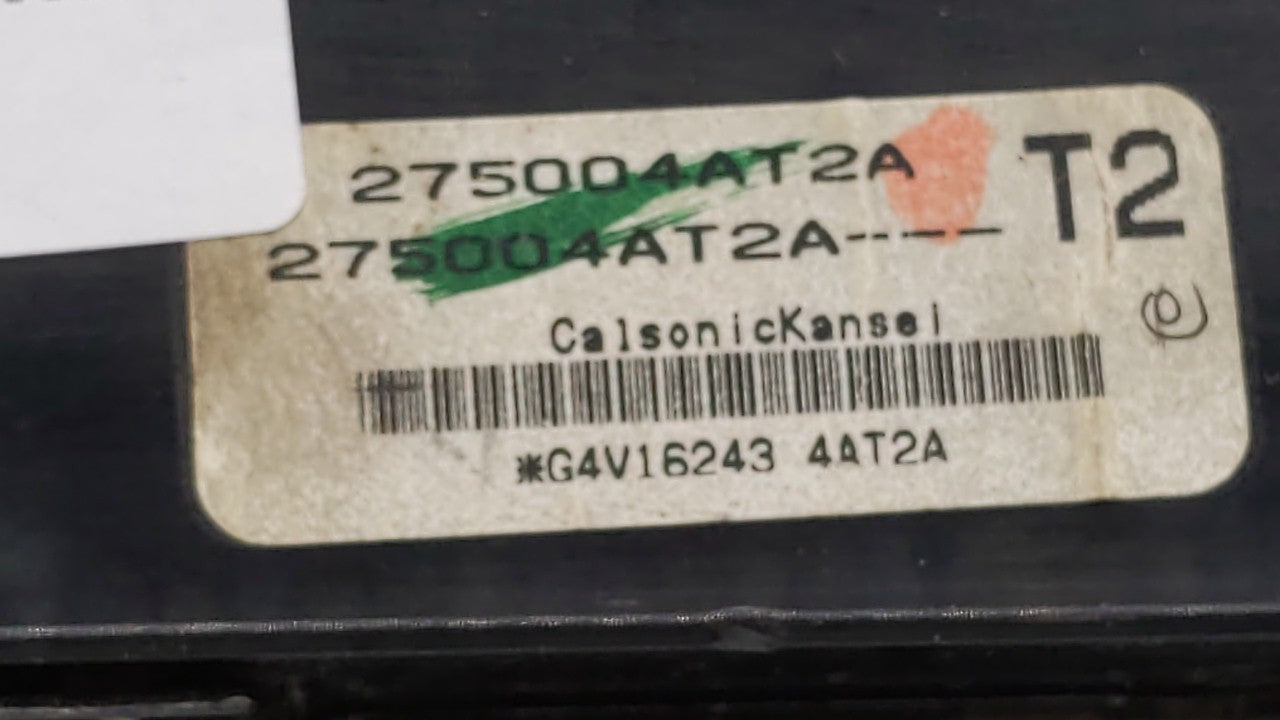 275004AT2A
T2
275004AT2A----
CalsonicKansei
*G4V16243 4AT2A